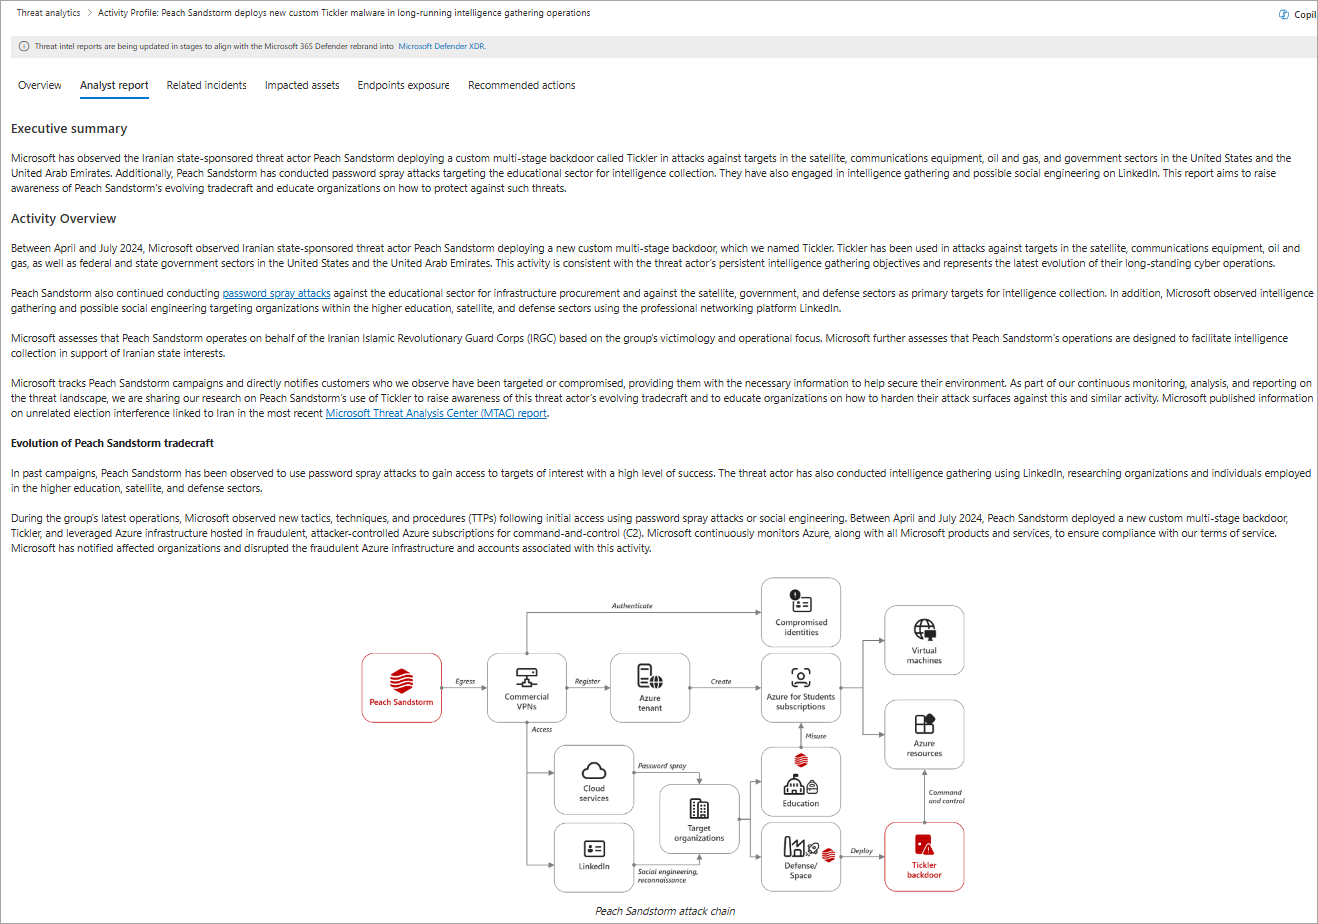 Threat analytics > Activity Profile: Peach Sandstorm deploys new custom Tickler malware in long-running intelligence gathering operations
Copil
Threat intel reports are being updated in stages to align with the Microsoft 365 Defender rebrand into Microsoft Defender XDR.
Overview Analyst report Related incidents Impacted assets Endpoints exposure Recommended actions
Executive summary
Microsoft has observed the Iranian state-sponsored threat actor Peach Sandstorm deploying a custom multi-stage backdoor called Tickler in attacks against targets in the satellite, communications equipment, oil and gas, and government sectors in the United States and the
United Arab Emirates. Additionally, Peach Sandstorm has conducted password spray attacks targeting the educational sector for intelligence collection. They have also engaged in intelligence gathering and possible social engineering on LinkedIn. This report aims to raise
awareness of Peach Sandstorm's evolving tradecraft and educate organizations on how to protect against such threats.
Activity Overview
Between April and July 2024, Microsoft observed Iranian state-sponsored threat actor Peach Sandstorm deploying a new custom multi-stage backdoor, which we named Tickler. Tickler has been used in attacks against targets in the satellite, communications equipment, oil and
gas, as well as federal and state government sectors in the United States and the United Arab Emirates. This activity is consistent with the threat actor's persistent intelligence gathering objectives and represents the latest evolution of their long-standing cyber operations.
Peach Sandstorm also continued conducting password spray attacks against the educational sector for infrastructure procurement and against the satellite, government, and defense sectors as primary targets for intelligence collection. In addition, Microsoft observed intelligence
gathering and possible social engineering targeting organizations within the higher education, satellite, and defense sectors using the professional networking platform LinkedIn.
Microsoft assesses that Peach Sandstorm operates on behalf of the Iranian Islamic Revolutionary Guard Corps (IRGC) based on the group's victimology and operational focus. Microsoft further assesses that Peach Sandstorm's operations are designed to facilitate intelligence
collection in support of Iranian state interests.
Microsoft tracks Peach Sandstorm campaigns and directly notifies customers who we observe have been targeted or compromised, providing them with the necessary information to help secure their environment. As part of our continuous monitoring, analysis, and reporting on
the threat landscape, we are sharing our research on Peach Sandstorm's use of Tickler to raise awareness of this threat actor's evolving tradecraft and to educate organizations on how to harden their attack surfaces against this and similar activity. Microsoft published information
on unrelated election interference linked to Iran in the most recent Microsoft Threat Analysis Center (MTAC) report.
Evolution of Peach Sandstorm tradecraft
In past campaigns, Peach Sandstorm has been observed to use password spray attacks to gain access to targets of interest with a high level of success. The threat actor has also conducted intelligence gathering using LinkedIn, researching organizations and individuals employed
in the higher education, satellite, and defense sectors.
During the group's latest operations, Microsoft observed new tactics, techniques, and procedures (TTPs) following initial access using password spray attacks or social engineering. Between April and July 2024, Peach Sandstorm deployed a new custom multi-stage backdoor,
Tickler, and leveraged Azure infrastructure hosted in fraudulent, attacker-controlled Azure subscriptions for command-and-control (C2). Microsoft continuously monitors Azure, along with all Microsoft products and services, to ensure compliance with our terms of service.
Microsoft has notified affected organizations and disrupted the fraudulent Azure infrastructure and accounts associated with this activity.
Authenticate
Compromised
identities
Virtual
machines
Peach Sandstorm
Egress
Commercial
VPNs
Register
Azure
tenant
Create
Azure for Students
subscriptions
Access
Misuse
Azure
resources
Cloud
services
Password spray
Education
Target
organizations
Command
and control
LinkedIn
Social engineering,
reconnaissance
Defense/
Space
Deploy
Tickler
backdoor
Peach Sandstorm attack chain